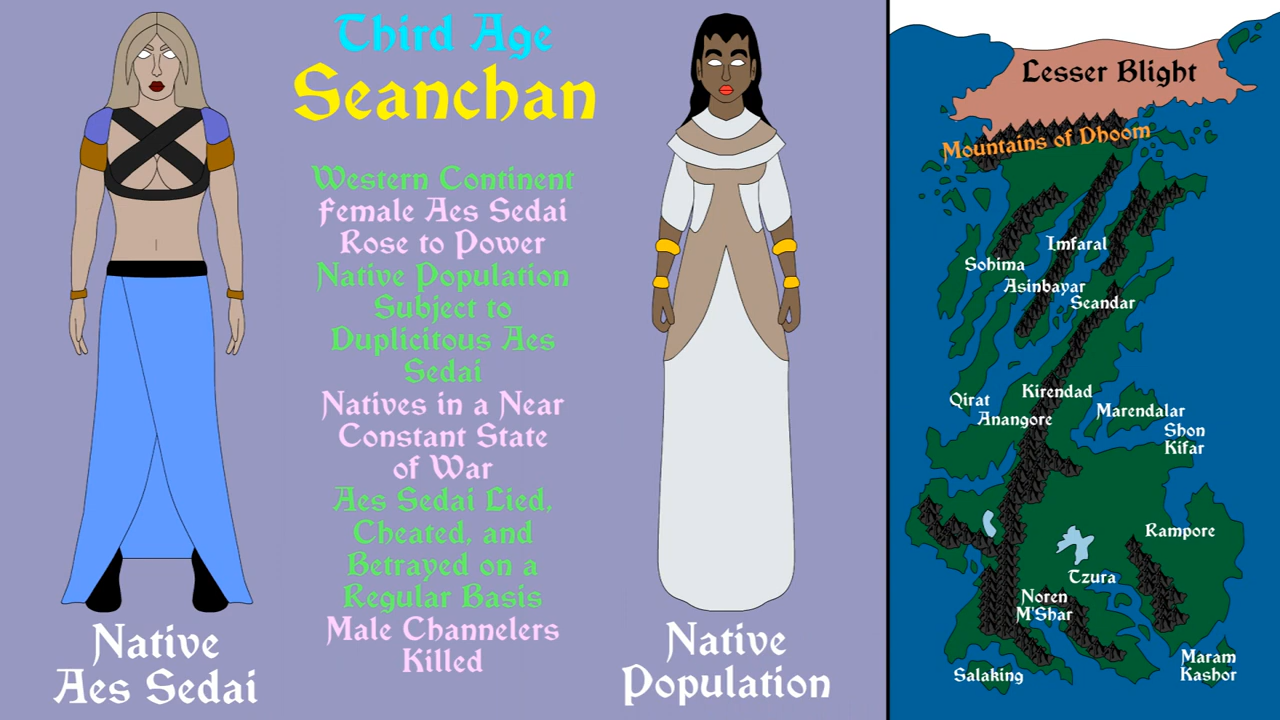 Third Age
Seanchan
Western Continent
Female Aes Sedai
Rose to Power
Native Population
Subject to
Duplicitous Aes
Sedai
Natives in a Near
Constant State
of War
Aes Sedai Lied,
Cheated, and
Betrayed on a
Regular Basis
Male Channelers
Killed
Native
Aes Sedai
Native
Population
Lesser Blight
Mountains of Dhoom
Imfaral
Sohima
Asinbayar
Seandar
Kirendad
Qirat
Anangore
Marendalar
Shon
Kifar
Rampore
Tzura
Noren
M'Shar
Salaking
Maram
Kashor